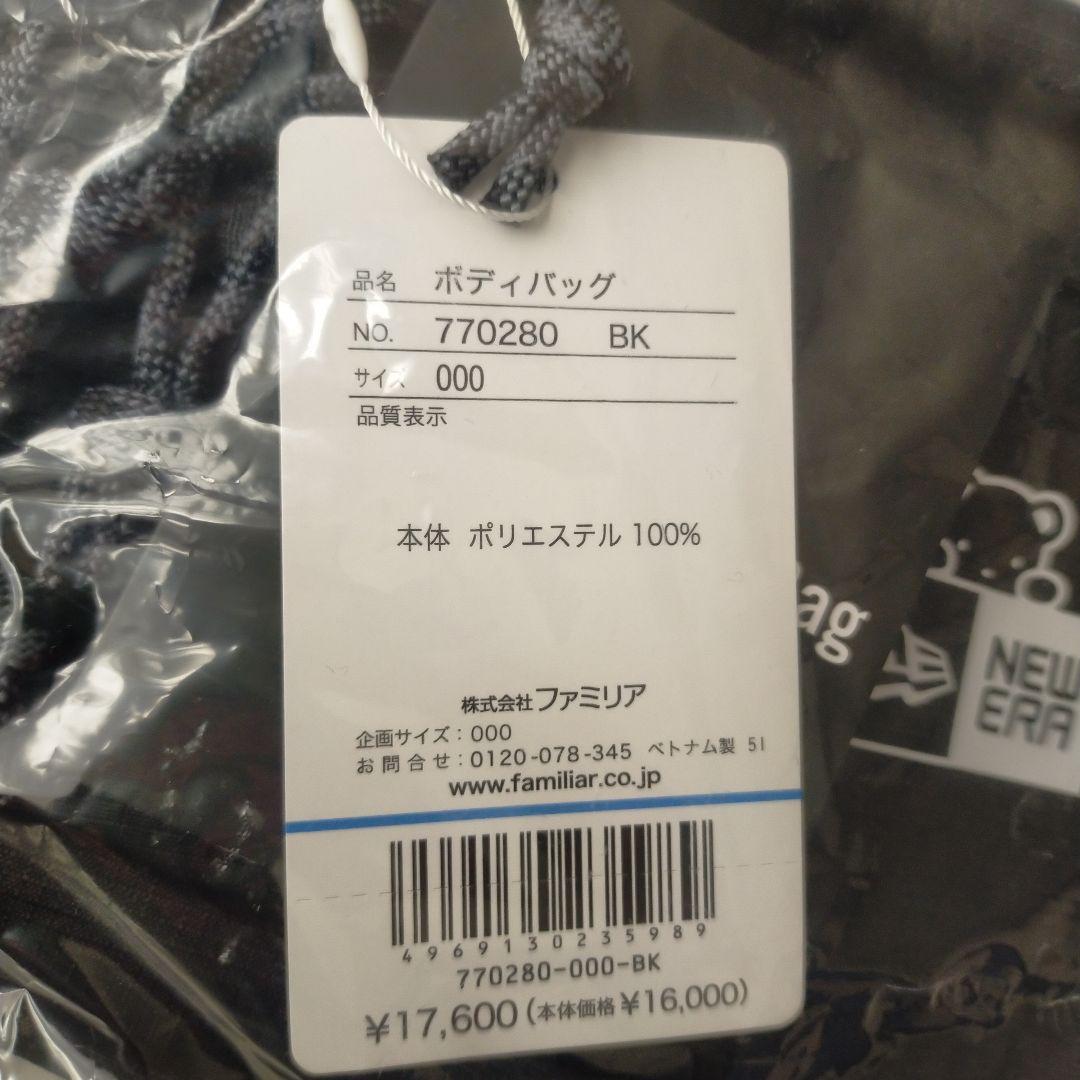 品名 ボディバッグ
NO. 770280 BK
サイズ 000
品質表示
本体 ポリエステル 100%
株式会社 ファミリア
企画サイズ：000
お問合せ：0120-078-345 ベトナム製 51
www.familiar.co.jp
4969130235989
770280-000-BK
¥17,600 (本体価格 ¥16,000)
ag
NEW
ERA